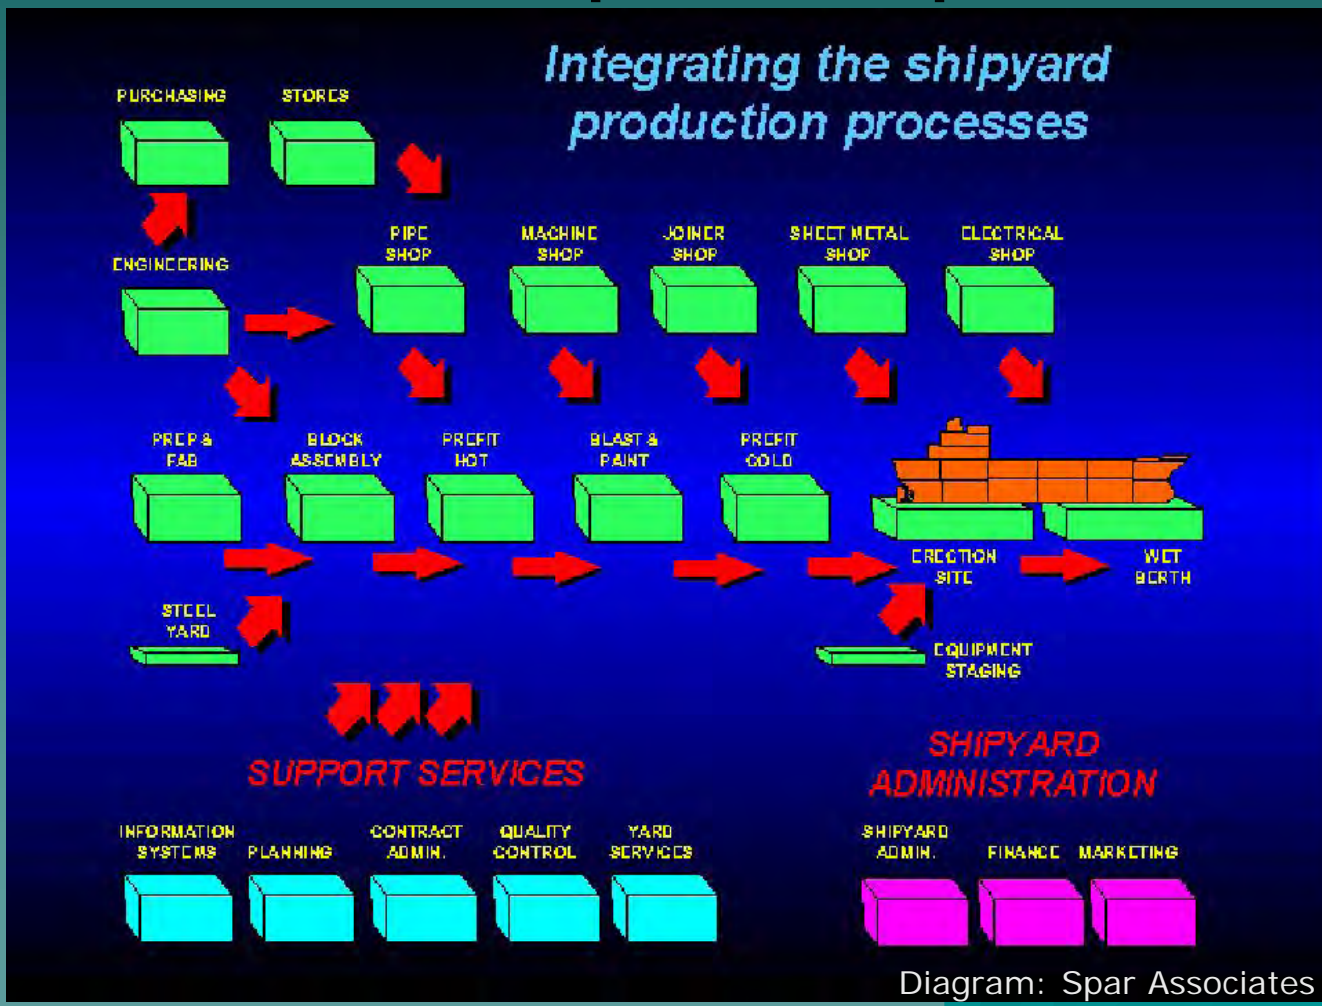 Integrating the shipyard
production processes
PURCHASING
STORES
ENGINEERING
PIPE
SHOP
MACHINE
SHOP
JOINER
SHOP
SHEET METAL
SHOP
ELECTRICAL
SHOP
PREP &
FAB
BLOCK
ASSEMBLY
PREFIT
HOT
BLAST &
PAINT
PREFIT
COLD
ERECTION
SITE
WET
BERTH
STEEL
YARD
EQUIPMENT
STAGING
SUPPORT SERVICES
SHIPYARD
ADMINISTRATION
INFORMATION
SYSTEMS
PLANNING
CONTRACT
ADMIN.
QUALITY
CONTROL
YARD
SERVICES
SHIPYARD
ADMIN.
FINANCE
MARKETING
Diagram: Spar Associates